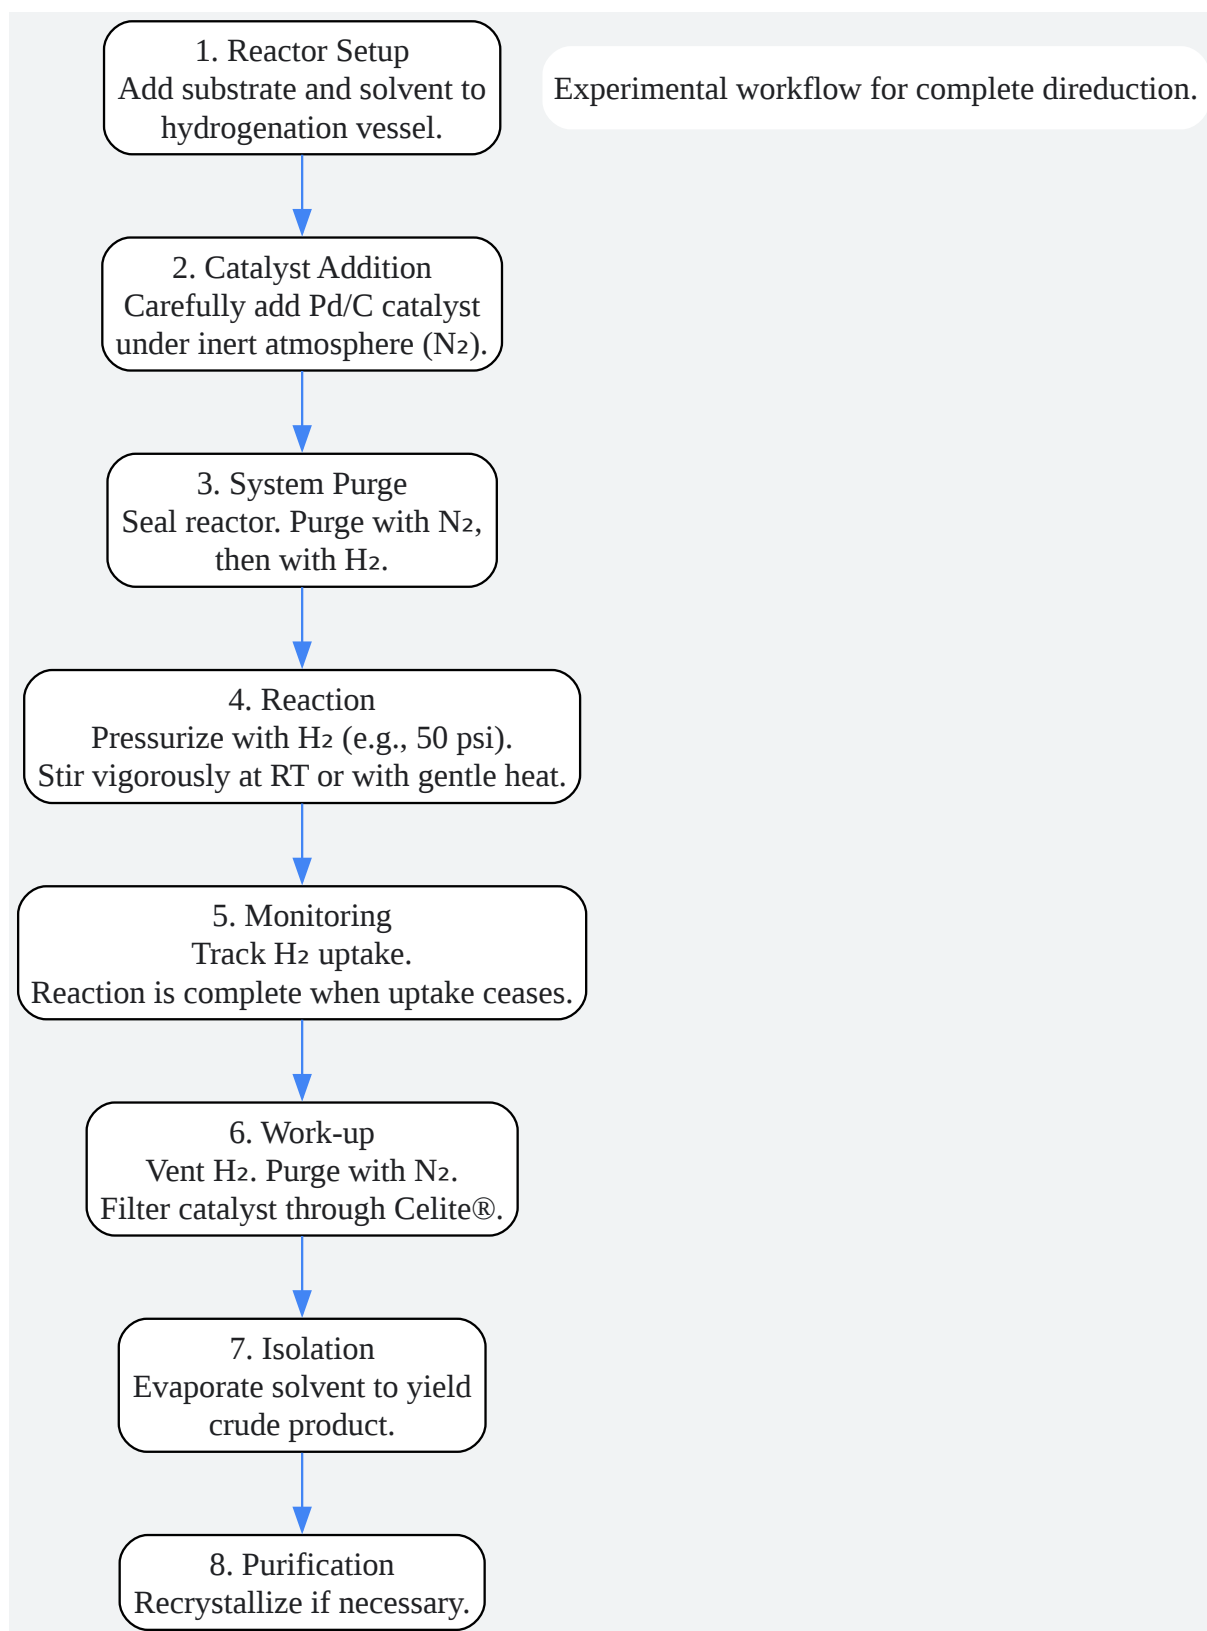 1. Reactor Setup
Add substrate and solvent to
hydrogenation vessel.
Experimental workflow for complete direduction.
2. Catalyst Addition
Carefully add Pd/C catalyst
under inert atmosphere (N₂).
3. System Purge
Seal reactor. Purge with N₂,
then with H₂.
4. Reaction
Pressurize with H₂ (e.g., 50 psi).
Stir vigorously at RT or with gentle heat.
5. Monitoring
Track H₂ uptake.
Reaction is complete when uptake ceases.
6. Work-up
Vent H₂. Purge with N₂.
Filter catalyst through Celite®.
7. Isolation
Evaporate solvent to yield
crude product.
8. Purification
Recrystallize if necessary.